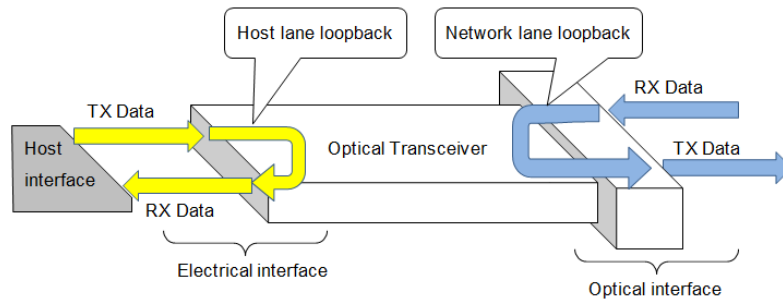 Host lane loopback
Network lane loopback
TX Data
RX Data
Host
interface
Optical Transceiver
TX Data
RX Data
Electrical interface
Optical interface